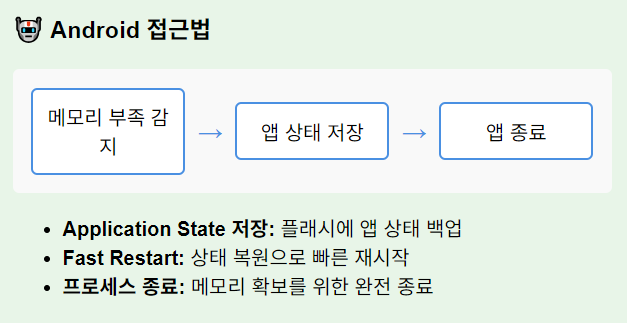 Android 접근법
메모리 부족 감
지
→
앱 상태 저장
→
앱 종료
• Application State 저장: 플래시에 앱 상태 백업
• Fast Restart: 상태 복원으로 빠른 재시작
• 프로세스 종료: 메모리 확보를 위한 완전 종료